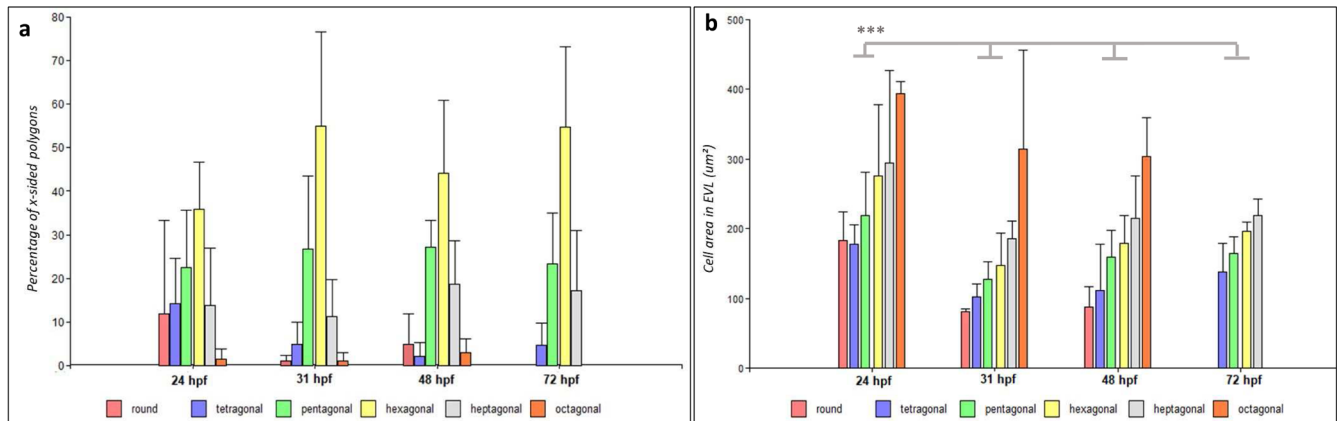 a
80
70
60
50
40
30
20
10
0
Percentage of x-sided polygons
24 hpf 31 hpf 48 hpf 72 hpf
round tetragonal pentagonal hexagonal heptagonal octagonal
b
500
400
300
200
100
0
Cell area in EVL (um²)
***
24 hpf 31 hpf 48 hpf 72 hpf
round tetragonal pentagonal hexagonal heptagonal octagonal